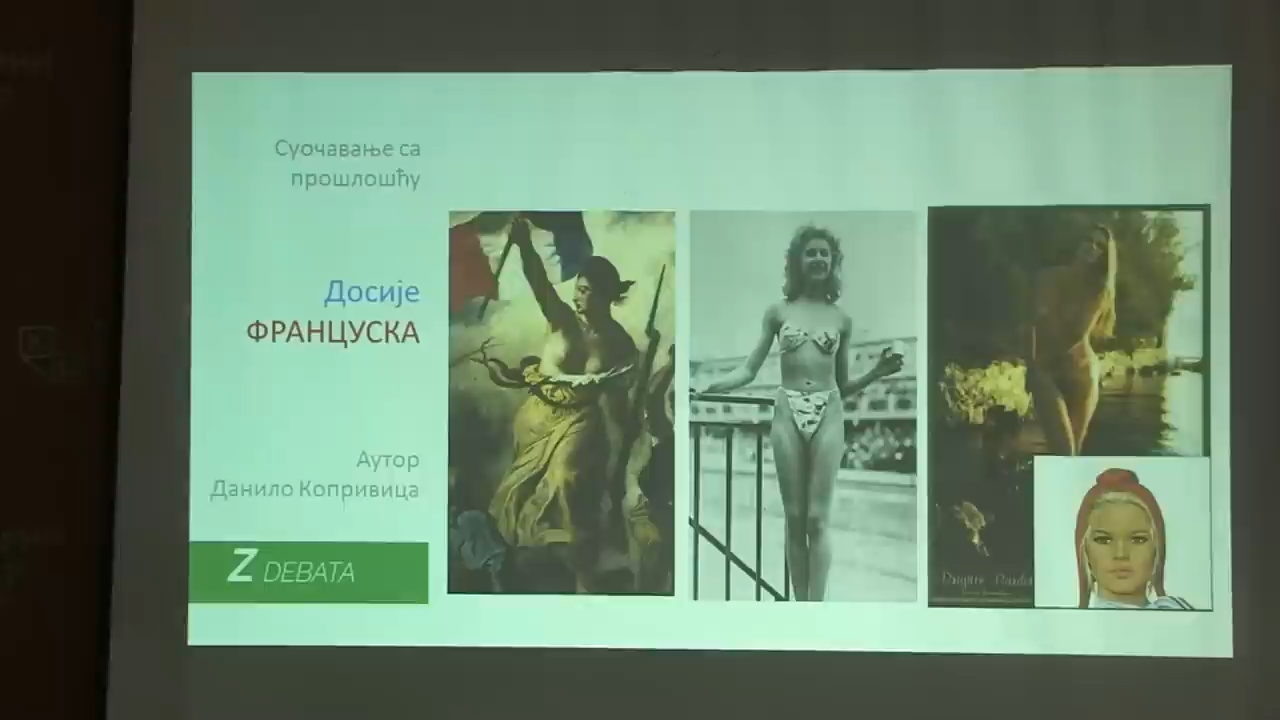 Суочавање са
прошлошћу
Досије
ФРАНЦУСКА
Аутор
Данило Копривица
Z DEBATA